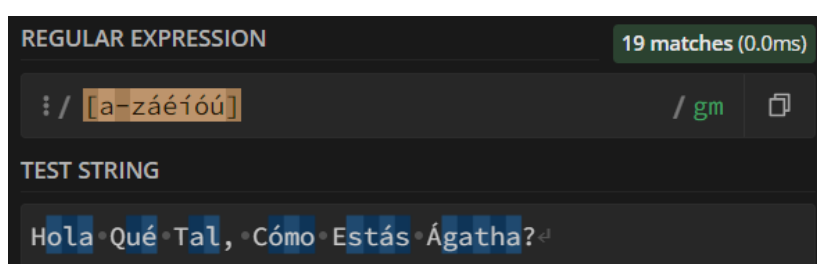 REGULAR EXPRESSION 19 matches (0.0ms)
/ [a-záéíóú] / gm
TEST STRING
Hola Qué Tal, Cómo Estás Ágatha?